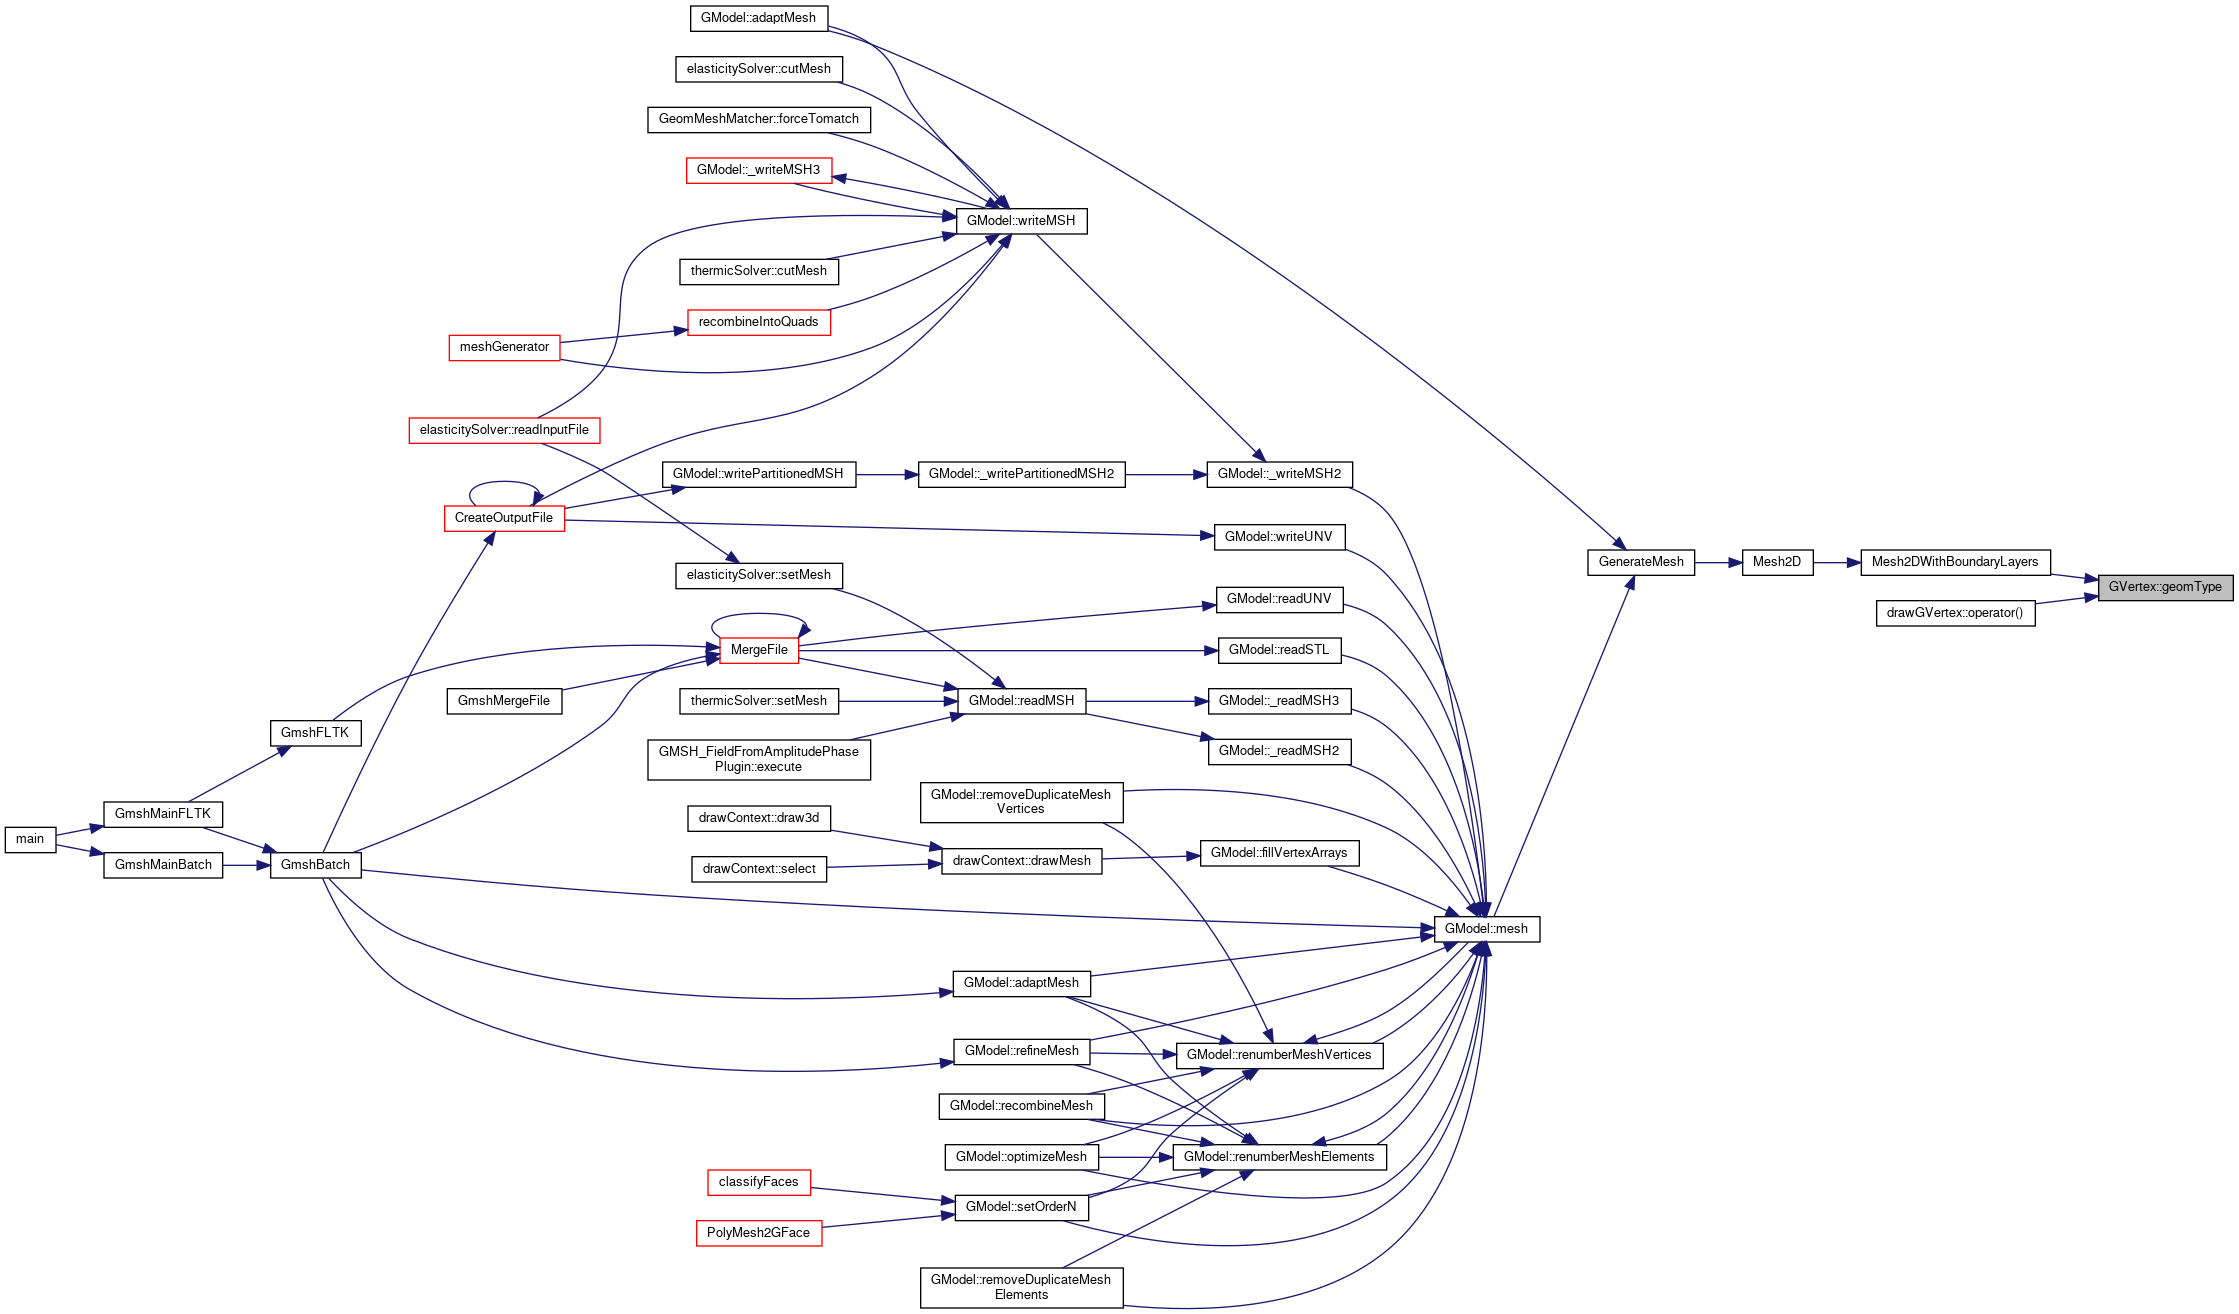 GModel::adaptMesh
elasticitySolver::cutMesh
GeomMeshMatcher::forceTomatch
GModel::_writeMSH3
GModel::writeMSH
thermicSolver::cutMesh
recombineIntoQuads
meshGenerator
elasticitySolver::readInputFile
GModel::writePartitionedMSH
GModel::_writePartitionedMSH2
GModel::_writeMSH2
CreateOutputFile
GModel::writeUNV
GenerateMesh
Mesh2D
Mesh2DWithBoundaryLayers
GVertex::geomType
elasticitySolver::setMesh
GModel::readUNV
drawGVertex::operator()
MergeFile
GModel::readSTL
GmshMergeFile
thermicSolver::setMesh
GModel::readMSH
GModel::_readMSH3
GmshFLTK
GMSH_FieldFromAmplitudePhase
Plugin::execute
GModel::_readMSH2
GModel::removeDuplicateMesh
Vertices
GmshMainFLTK
drawContext::draw3d
main
GmshMainBatch
GmshBatch
drawContext::select
drawContext::drawMesh
GModel::fillVertexArrays
GModel::mesh
GModel::adaptMesh
GModel::refineMesh
GModel::renumberMeshVertices
GModel::recombineMesh
GModel::optimizeMesh
GModel::renumberMeshElements
classifyFaces
GModel::setOrderN
PolyMesh2GFace
GModel::removeDuplicateMesh
Elements